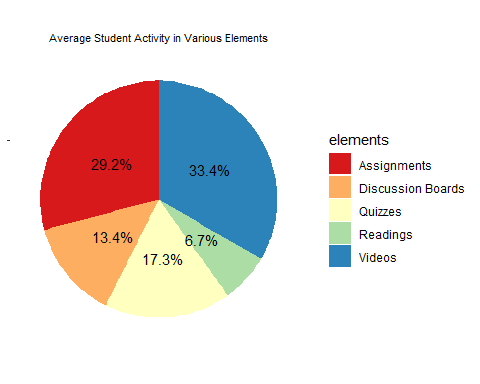 Average Student Activity in Various Elements
29.2%
33.4%
13.4%
6.7%
17.3%
elements
Assignments
Discussion Boards
Quizzes
Readings
Videos